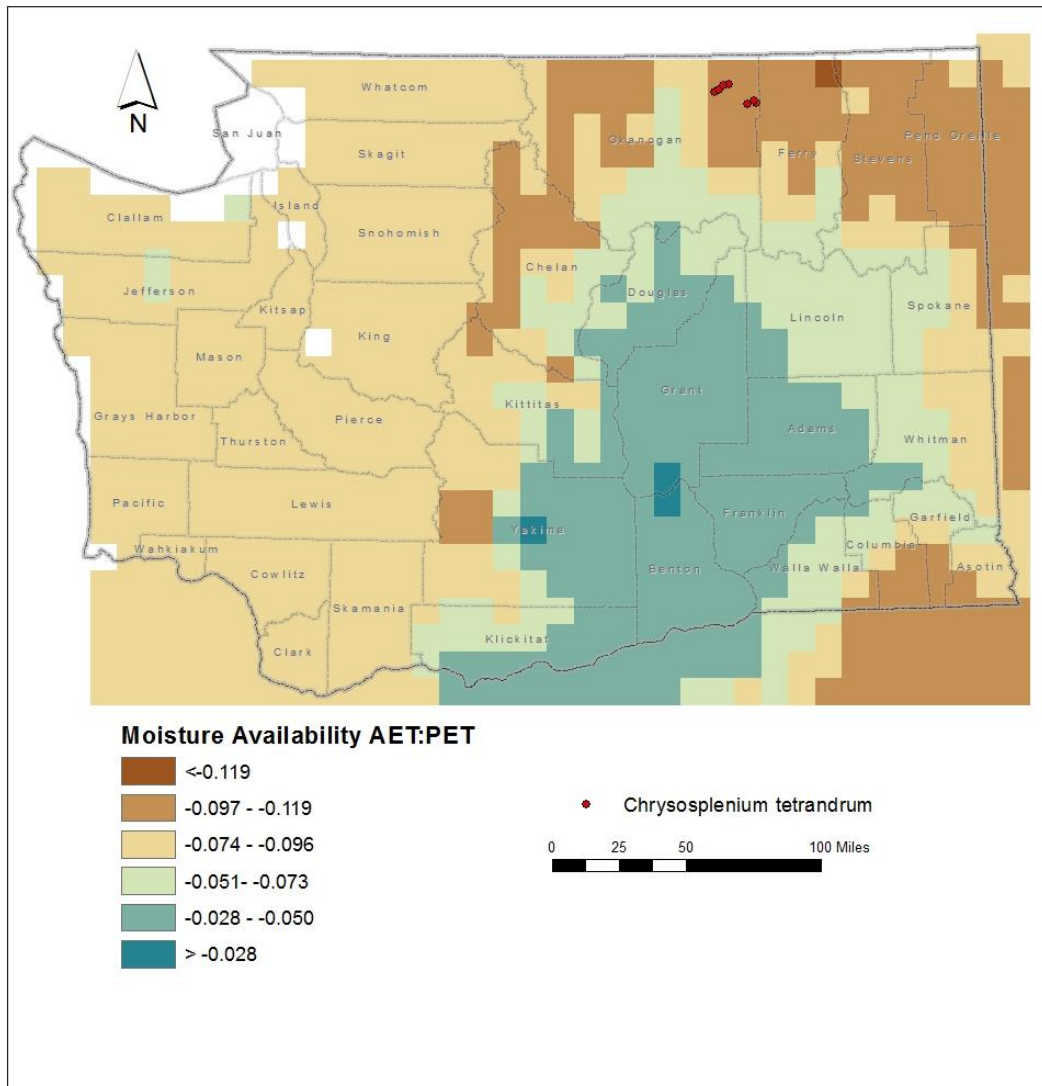 N
Whatcom
San Juan
Skagit
Okanogan
Ferry
Stevens
Pend Oreille
Clallam
Island
Snohomish
Chelan
Jefferson
Douglas
Kitsap
King
Lincoln
Spokane
Mason
Grant
Kittitas
Grays Harbor
Pierce
Thurston
Adams
Whitman
Pacific
Lewis
Yakima
Franklin
Garfield
Wahkiakum
Columbia
Cowlitz
Benton
Walla Walla
Asotin
Skamania
Klickitat
Clark
Moisture Availability AET:PET
<-0.119
-0.097 - -0.119
-0.074 - -0.096
-0.051- -0.073
-0.028 - -0.050
> -0.028
Chrysosplenium tetrandrum
0 25 50 100 Miles